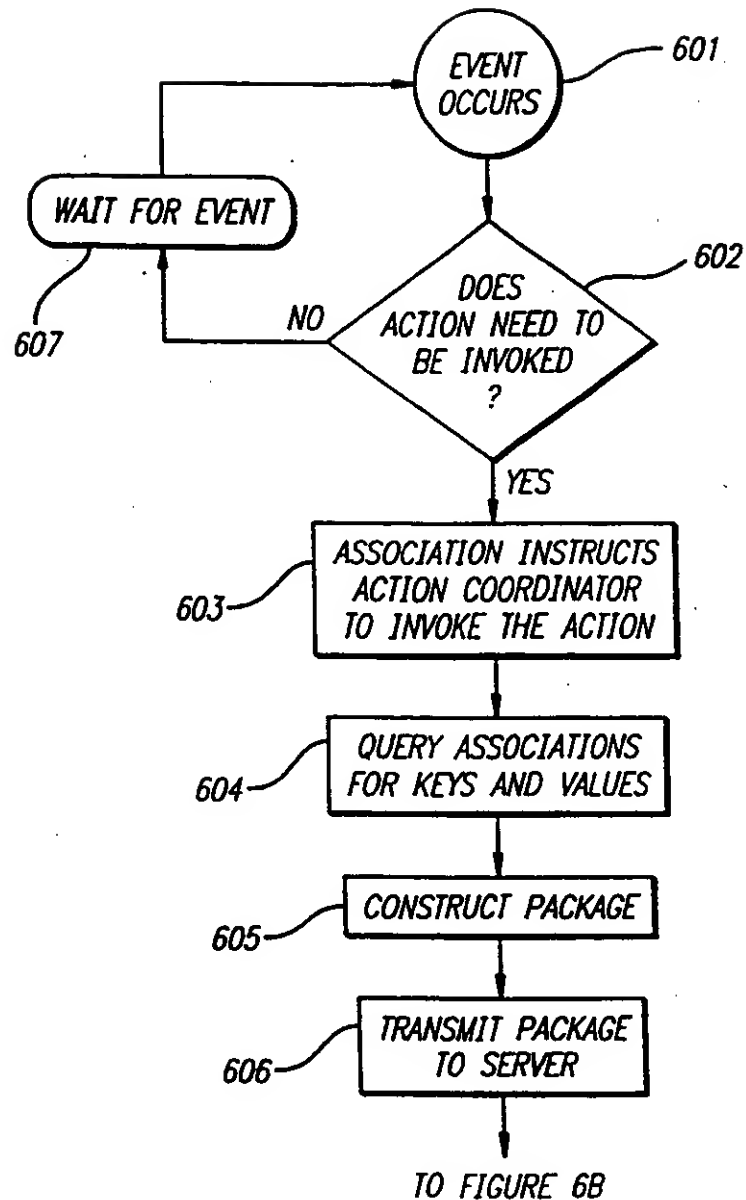 EVENT
OCCURS
601
WAIT FOR EVENT
607
DOES
ACTION NEED TO
BE INVOKED
?
602
NO
YES
ASSOCIATION INSTRUCTS
ACTION COORDINATOR
TO INVOKE THE ACTION
603
QUERY ASSOCIATIONS
FOR KEYS AND VALUES
604
CONSTRUCT PACKAGE
605
TRANSMIT PACKAGE
TO SERVER
606
TO FIGURE 6B